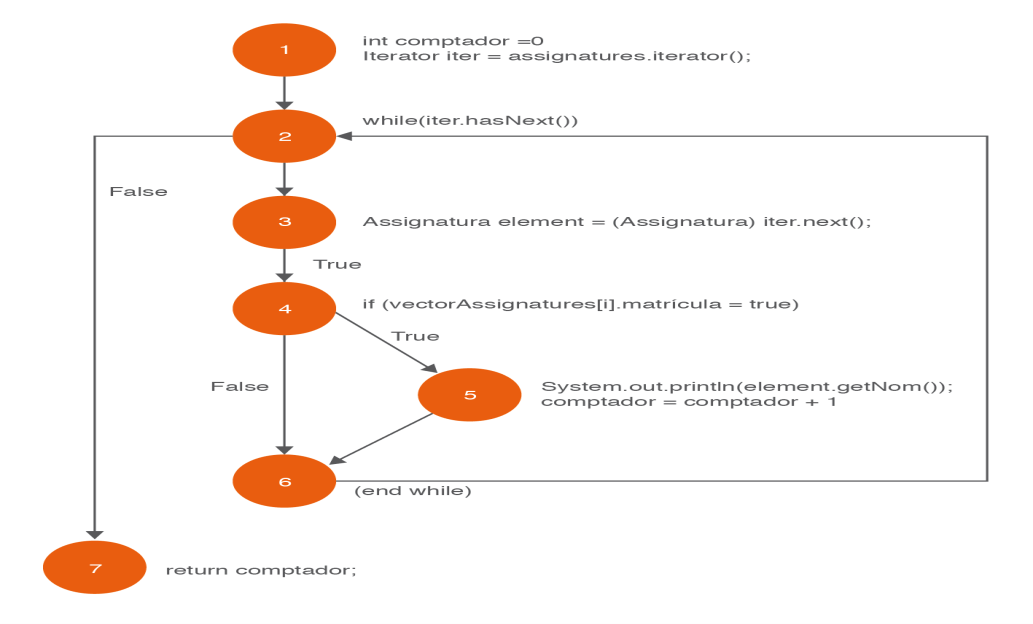 1
int comptador =0
Iterator iter = assignatures.iterator();
2
while(iter.hasNext())
False
3
Assignatura element = (Assignatura) iter.next();
True
4
if (vectorAssignatures[i].matrícula = true)
True
False
5
System.out.println(element.getNom());
comptador = comptador + 1
6
(end while)
7
return comptador;